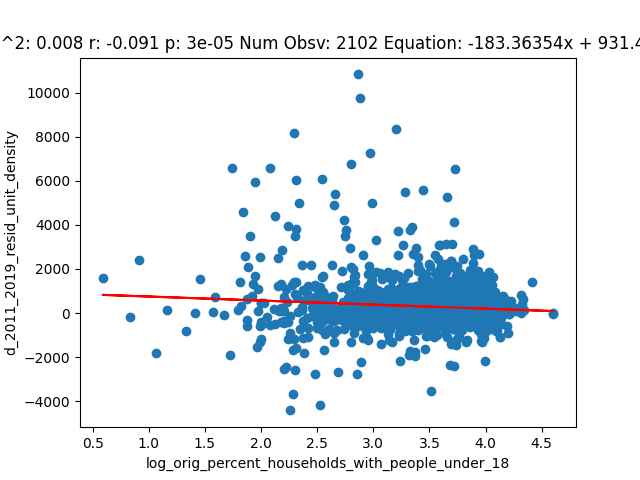 ^2: 0.008 r: -0.091 p: 3e-05 Num Obsv: 2102 Equation: -183.36354x + 931.4
10000
8000
6000
4000
2000
0
−2000
−4000
d_2011_2019_resid_unit_density
0.5 1.0 1.5 2.0 2.5 3.0 3.5 4.0 4.5
log_orig_percent_households_with_people_under_18